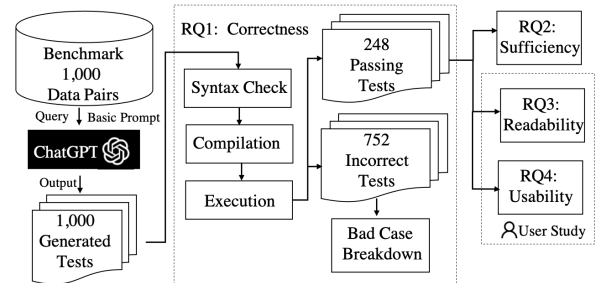 Benchmark
1,000
Data Pairs
Query
Basic Prompt
ChatGPT
Output
1,000
Generated
Tests
RQ1: Correctness
Syntax Check
Compilation
Execution
248
Passing
Tests
752
Incorrect
Tests
Bad Case
Breakdown
RQ2:
Sufficiency
RQ3:
Readability
RQ4:
Usability
User Study